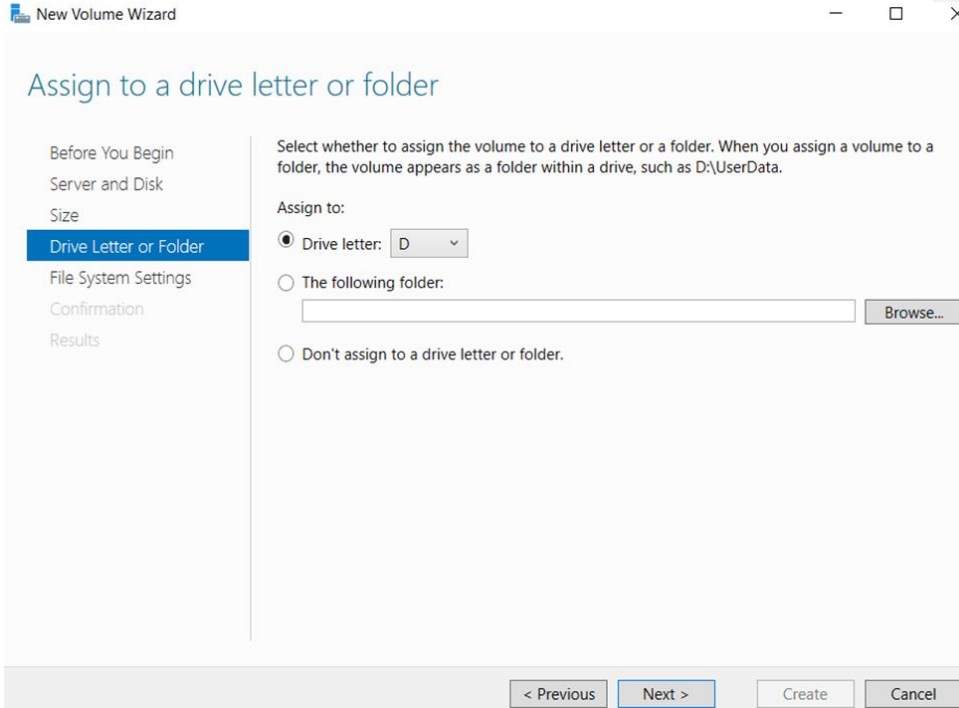 New Volume Wizard
Assign to a drive letter or folder
Before You Begin
Server and Disk
Size
Drive Letter or Folder
File System Settings
Confirmation
Results
Select whether to assign the volume to a drive letter or a folder. When you assign a volume to a
folder, the volume appears as a folder within a drive, such as D:\UserData.
Assign to:
Drive letter: D
The following folder:
Browse...
Don't assign to a drive letter or folder.
< Previous Next > Create Cancel